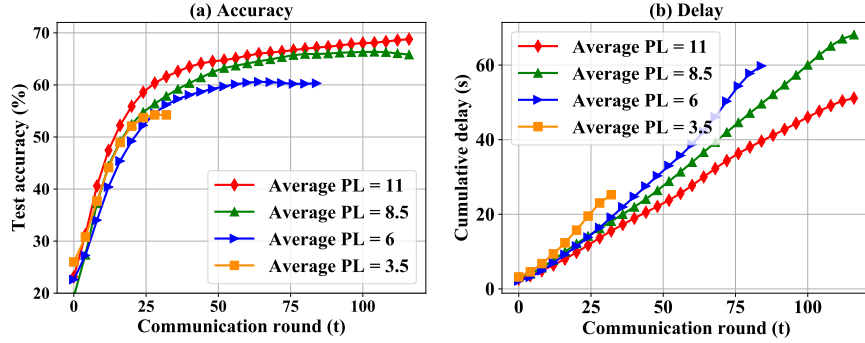 (a) Accuracy
70
60
50
40
30
20
0
25
50
75
100
Test accuracy (%)
Communication round (t)
Average PL = 11
Average PL = 8.5
Average PL = 6
Average PL = 3.5
(b) Delay
60
40
20
0
0
25
50
75
100
Cumulative delay (s)
Communication round (t)
Average PL = 11
Average PL = 8.5
Average PL = 6
Average PL = 3.5